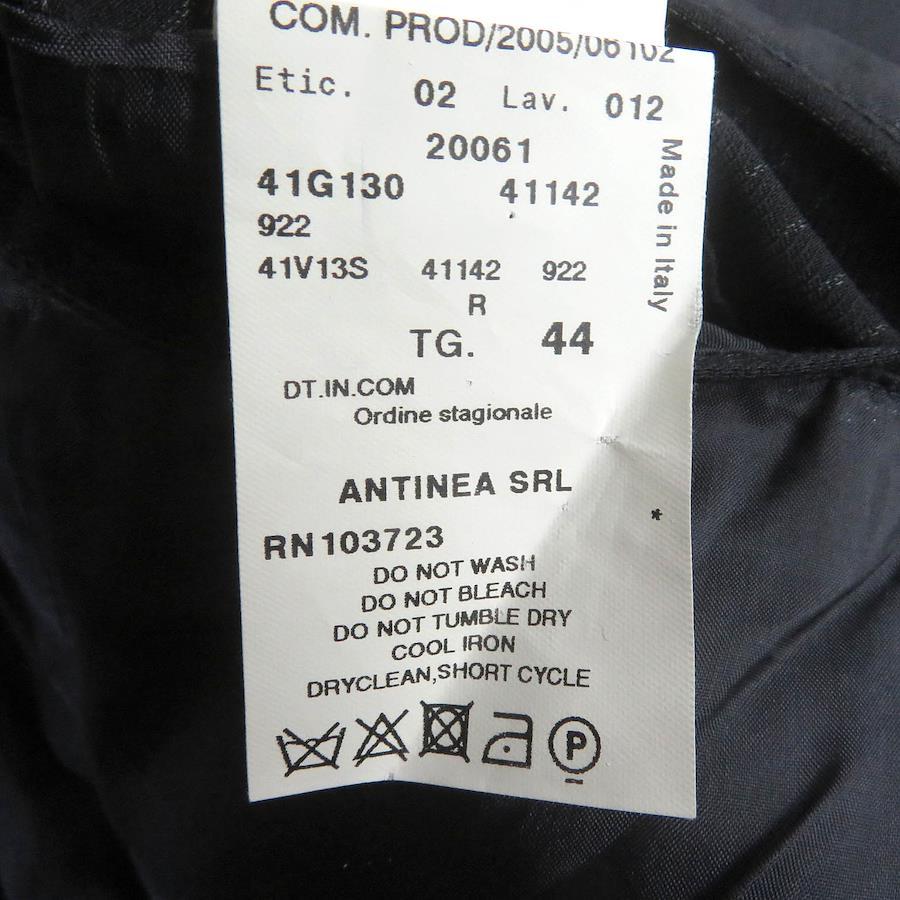 COM. PROD/2005/06102
Etic. 02 Lav. 012
20061
41G130 41142
922
41V13S 41142 922
R
TG. 44
DT.IN.COM
Ordine stagionale
ANTINEA SRL
*
RN103723
DO NOT WASH
DO NOT BLEACH
DO NOT TUMBLE DRY
COOL IRON
DRYCLEAN,SHORT CYCLE
P
Made in Italy